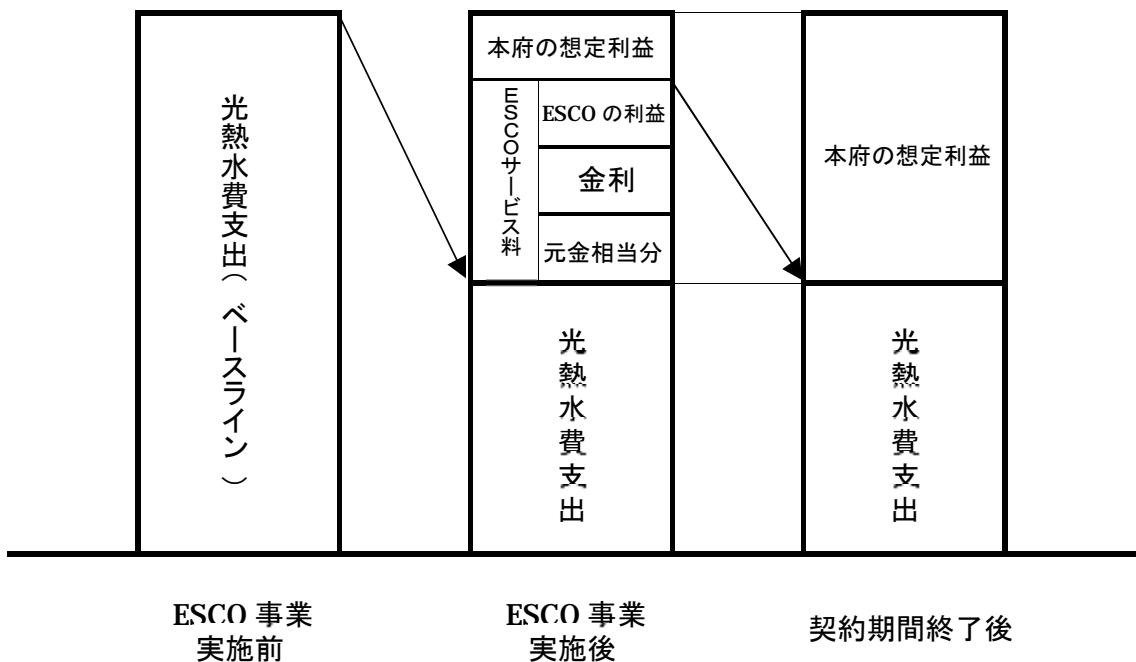 光熱水費支出（ベースライン）
本府の想定利益
ESCOサービス料
ESCO の利益
金利
元金相当分
光熱水費支出
本府の想定利益
光熱水費支出
ESCO 事業
実施前
ESCO 事業
実施後
契約期間終了後